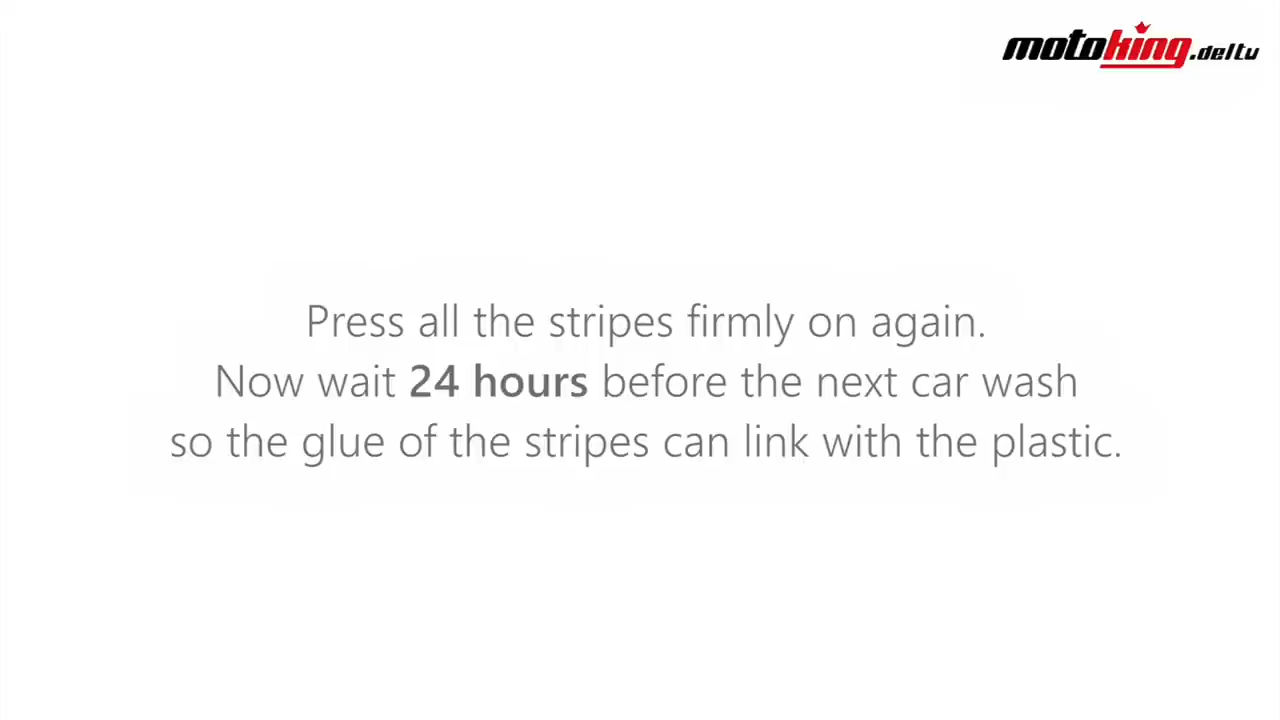 motoking.de/tv
Press all the stripes firmly on again.
Now wait 24 hours before the next car wash
so the glue of the stripes can link with the plastic.